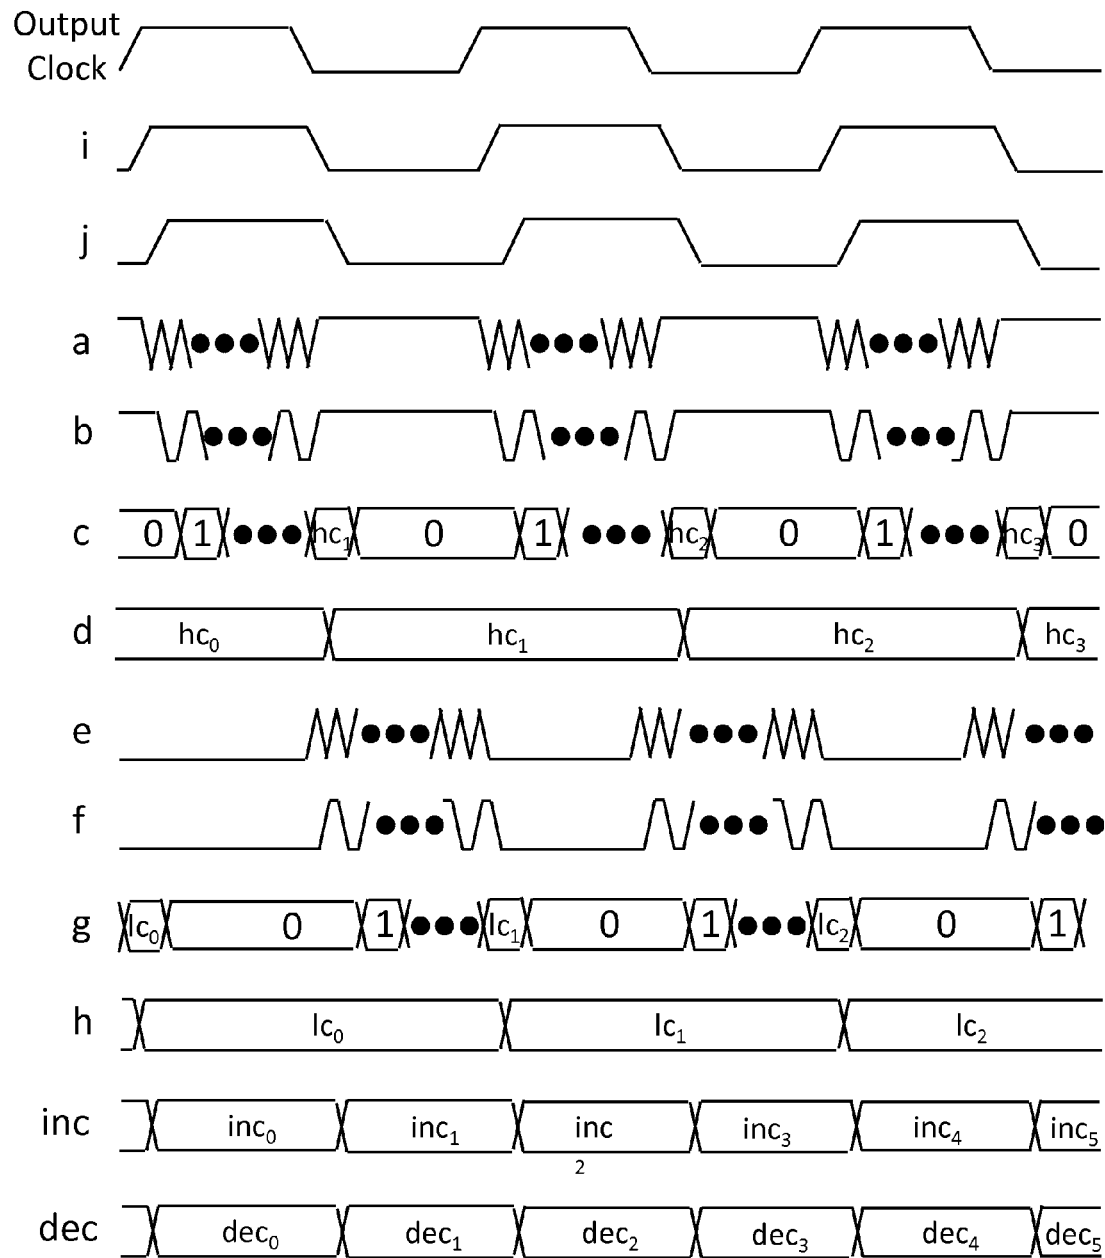 Output
Clock
i
j
a
b
c 0 1 hc₁ 0 1 hc₂ 0 1 hc₃ 0
d hc₀ hc₁ hc₂ hc₃
e
f
g lc₀ 0 1 lc₁ 0 1 lc₂ 0 1
h lc₀ lc₁ lc₂
inc inc₀ inc₁ inc inc₃ inc₄ inc₅
2
dec dec₀ dec₁ dec₂ dec₃ dec₄ dec₅